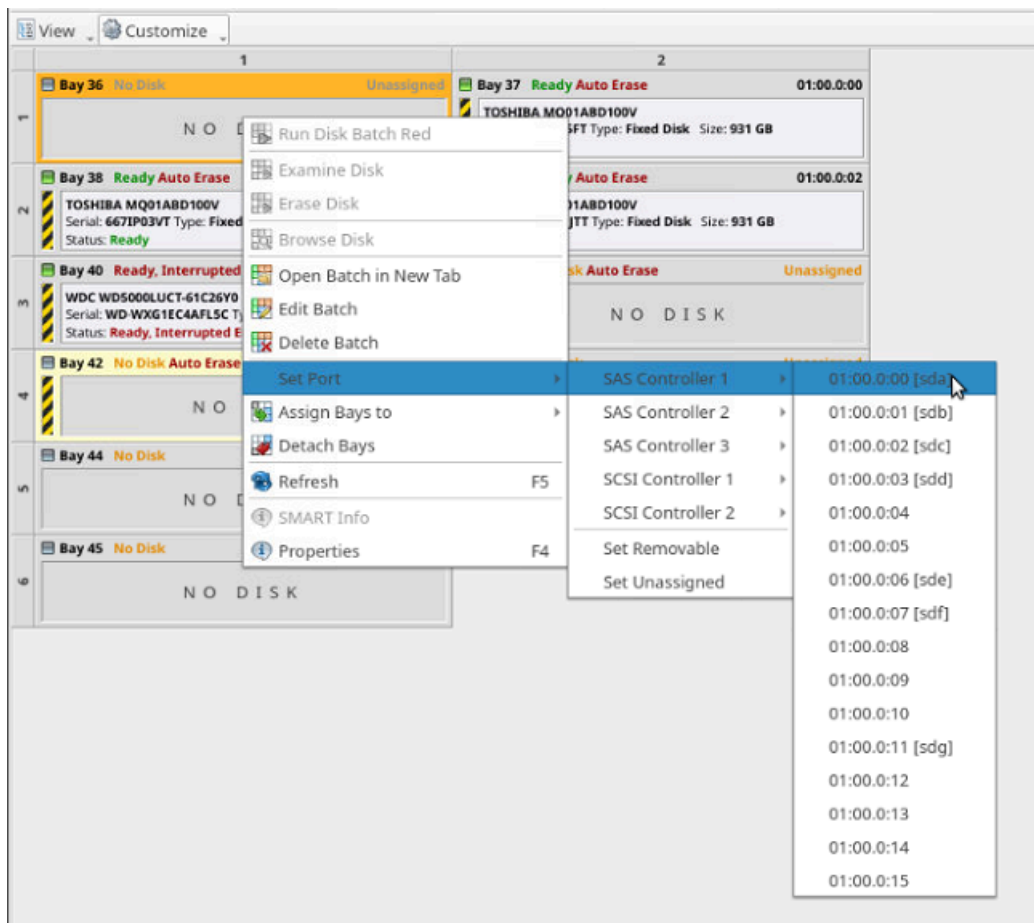 View Customize
1 2
1
Bay 36 No Disk Unassigned
NO D
Bay 37 Ready Auto Erase 01:00.0:00
TOSHIBA MQ01ABD100V
5FT Type: Fixed Disk Size: 931 GB
2
Bay 38 Ready Auto Erase
TOSHIBA MQ01ABD100V
Serial: 667IP03VT Type: Fixed
Status: Ready
Auto Erase 01:00.0:02
1ABD100V
JTT Type: Fixed Disk Size: 931 GB
3
Bay 40 Ready, Interrupted
WDC WD5000LUCT-61C26Y0
Serial: WD-WXG1EC4AFL5C Ty
Status: Ready, Interrupted E
sk Auto Erase Unassigned
NO DISK
4
Bay 42 No Disk Auto Erase
NO
5
Bay 44 No Disk
NO D
6
Bay 45 No Disk
NO DISK
Run Disk Batch Red
Examine Disk
Erase Disk
Browse Disk
Open Batch in New Tab
Edit Batch
Delete Batch
Set Port
Assign Bays to
Detach Bays
Refresh F5
SMART Info
Properties F4
SAS Controller 1
SAS Controller 2
SAS Controller 3
SCSI Controller 1
SCSI Controller 2
Set Removable
Set Unassigned
01:00.0:00 [sda]
01:00.0:01 [sdb]
01:00.0:02 [sdc]
01:00.0:03 [sdd]
01:00.0:04
01:00.0:05
01:00.0:06 [sde]
01:00.0:07 [sdf]
01:00.0:08
01:00.0:09
01:00.0:10
01:00.0:11 [sdg]
01:00.0:12
01:00.0:13
01:00.0:14
01:00.0:15